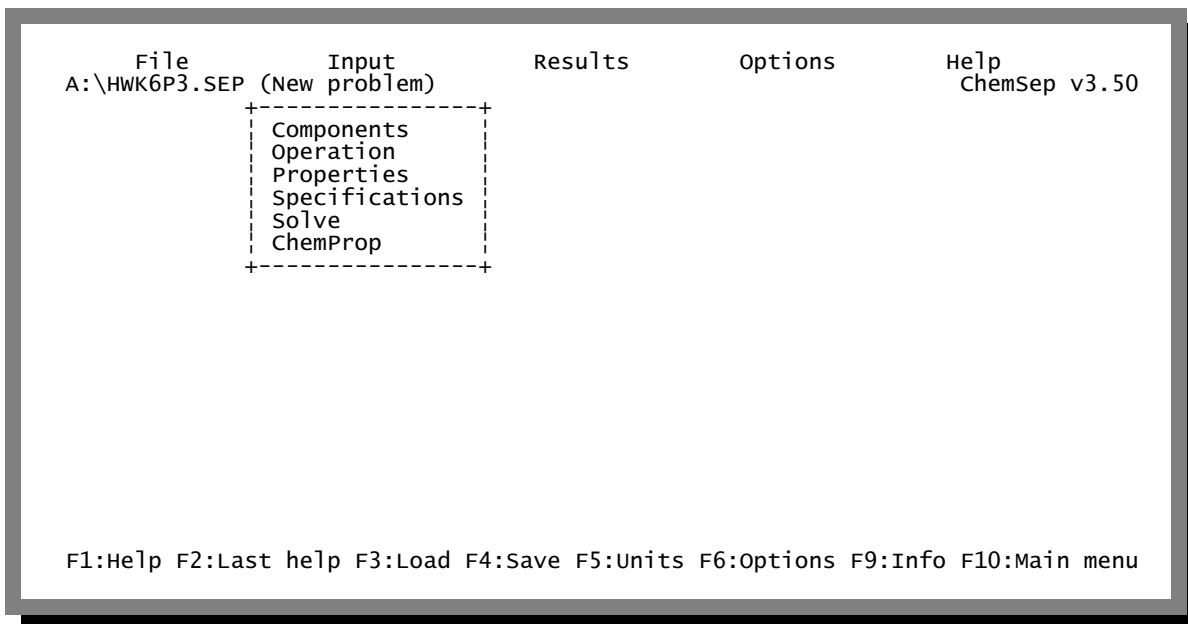 File Input Results Options Help
A:\HWK6P3.SEP (New problem) ChemSep v3.50
+----------------+
¦ Components ¦
¦ Operation ¦
¦ Properties ¦
¦ Specifications ¦
¦ Solve ¦
¦ ChemProp ¦
+----------------+
F1:Help F2:Last help F3:Load F4:Save F5:Units F6:Options F9:Info F10:Main menu